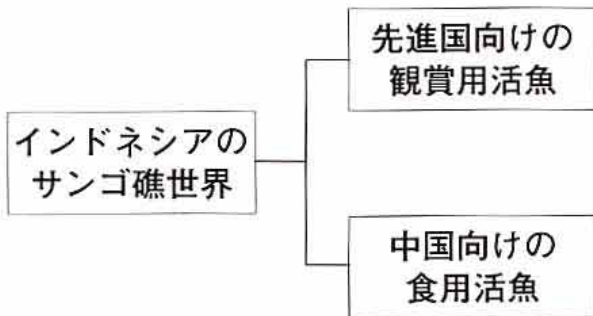 先進国向けの
観賞用活魚
インドネシアの
サンゴ礁世界
中国向けの
食用活魚